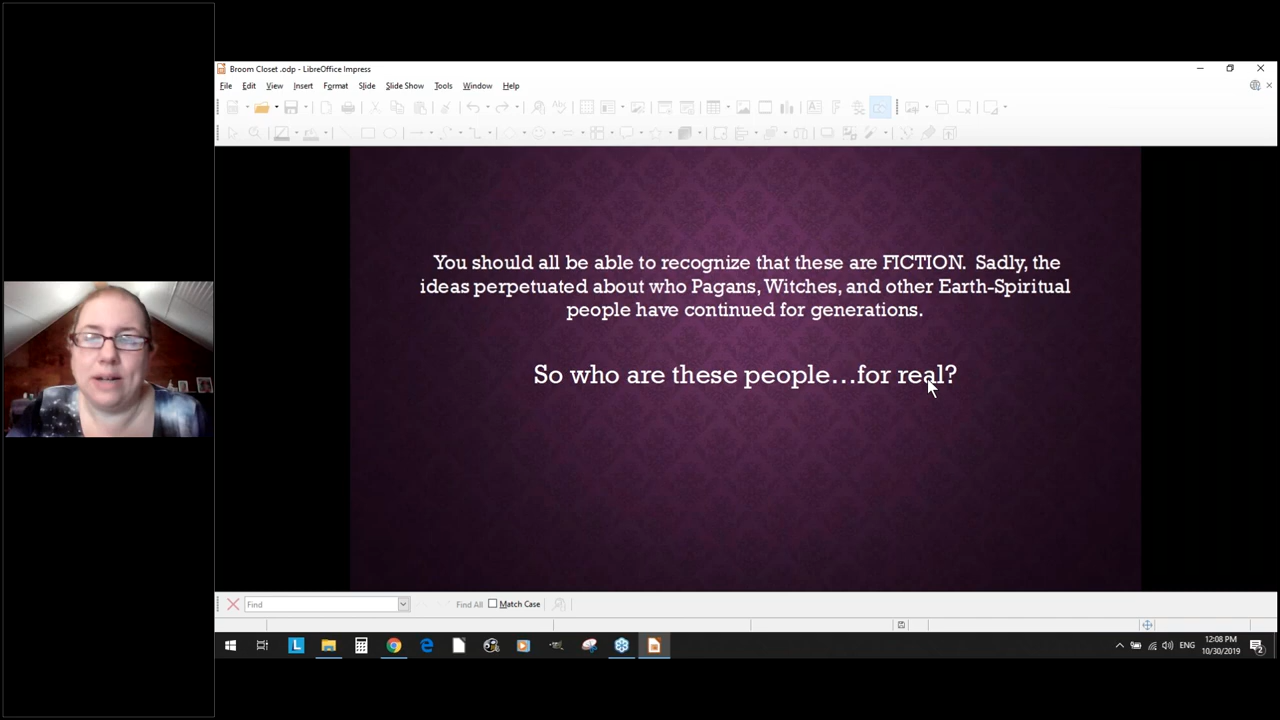 Broom Closet .odp - LibreOffice Impress
File Edit View Insert Format Slide Slide Show Tools Window Help
You should all be able to recognize that these are FICTION. Sadly, the
ideas perpetuated about who Pagans, Witches, and other Earth-Spiritual
people have continued for generations.
So who are these people...for real?
Find Find All Match Case
L ENG 12:08 PM
10/30/2019 2